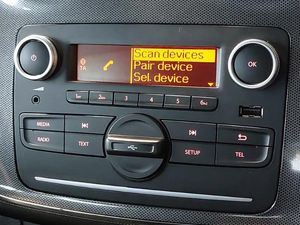 Scan devices
Pair device
Sel. device
OK
1
2
3
4
5
6
MEDIA
RADIO
TEXT
SETUP
TEL